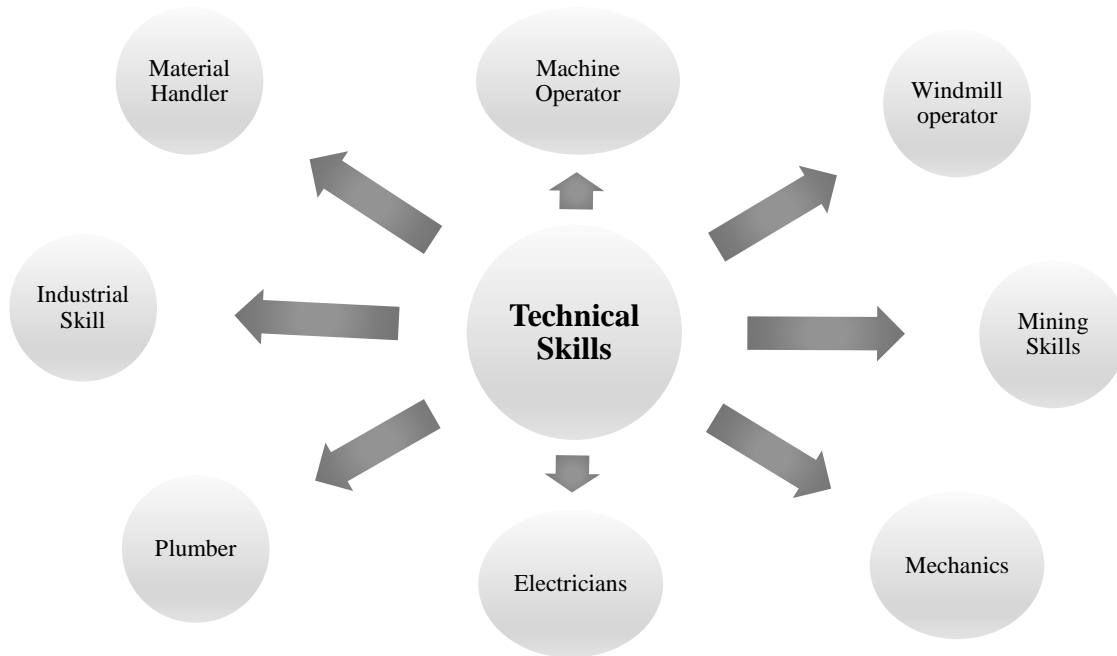 Material
Handler
Machine
Operator
Windmill
operator
Industrial
Skill
Technical
Skills
Mining
Skills
Plumber
Electricians
Mechanics